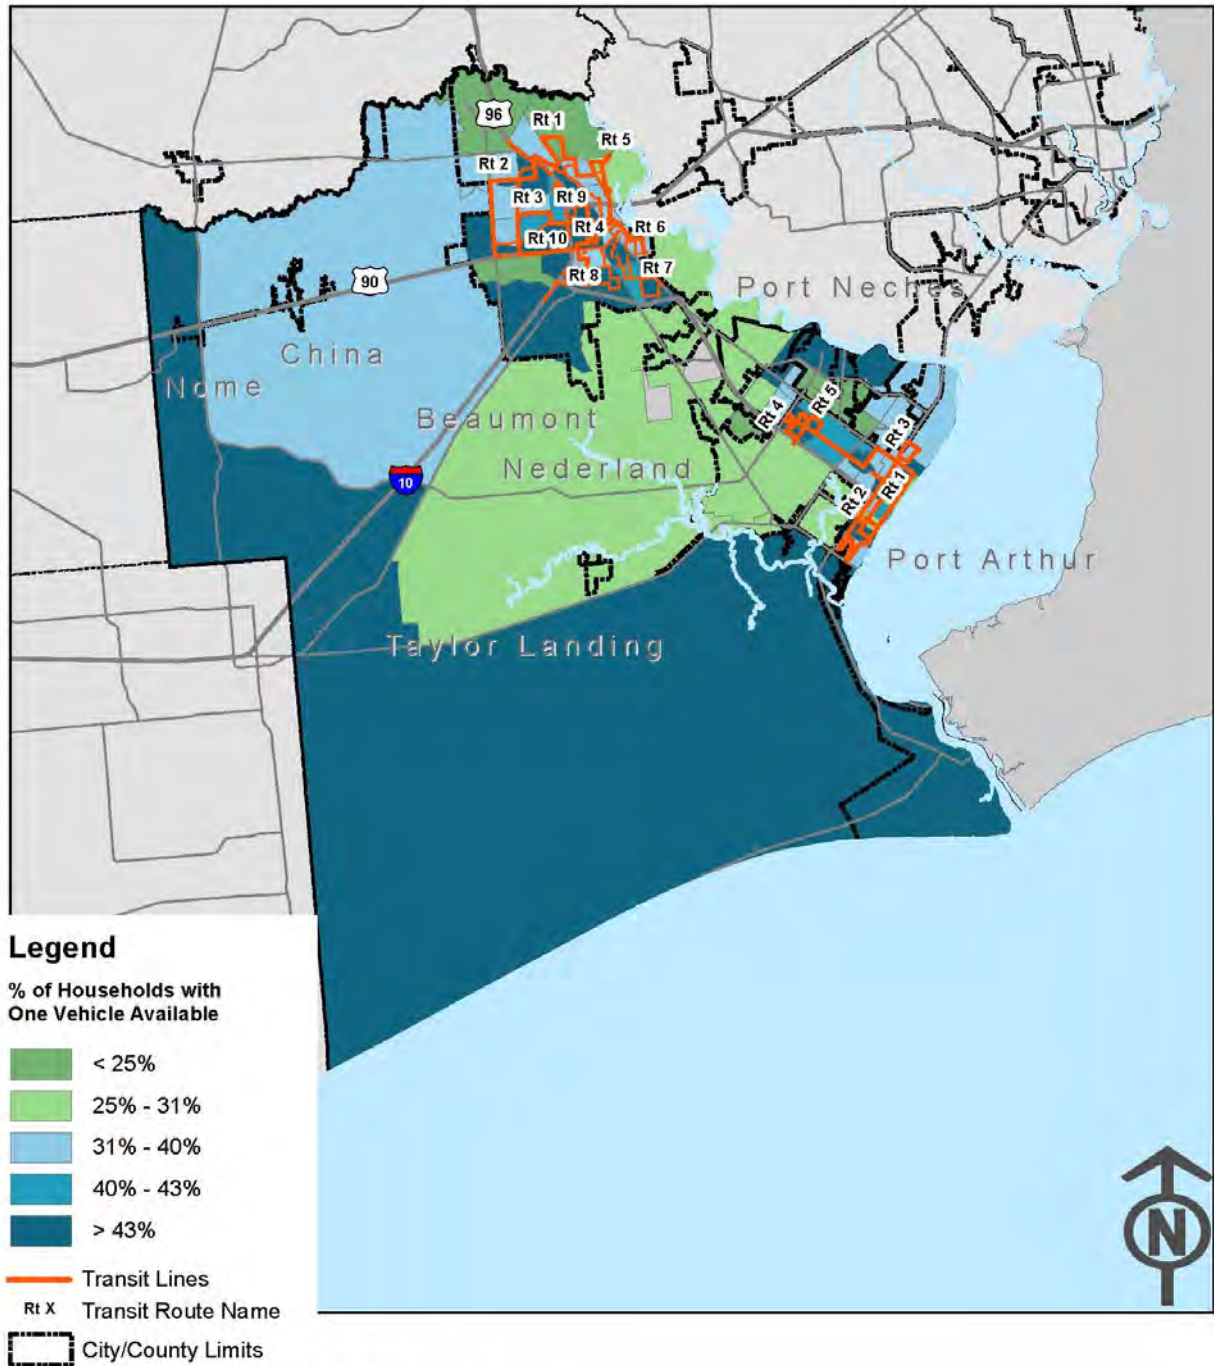 96
Rt 1
Rt 5
Rt 2
Rt 3
Rt 9
Rt 10
Rt 4
Rt 6
Rt 8
Rt 7
90
Port Neches
China
Nome
Beaumont
Rt 4
Rt 5
Rt 3
Nederland
10
Rt 2
Rt 1
Port Arthur
Taylor Landing
Legend
% of Households with
One Vehicle Available
< 25%
25% - 31%
31% - 40%
40% - 43%
> 43%
Transit Lines
Rt X Transit Route Name
City/County Limits
N